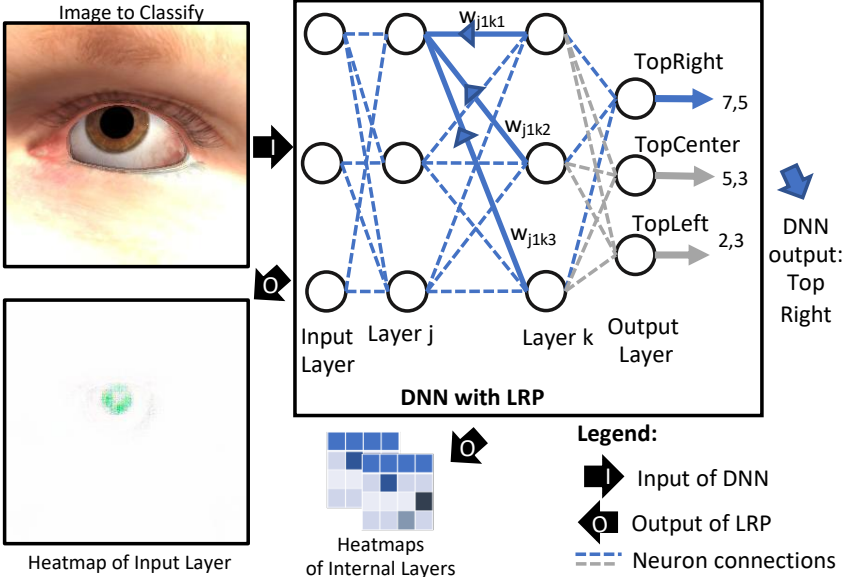 Image to Classify
I
w_j1k1
w_j1k2
w_j1k3
TopRight
7,5
TopCenter
5,3
TopLeft
2,3
DNN
output:
Top
Right
O
Input
Layer
Layer j
Layer k
Output
Layer
DNN with LRP
Heatmap of Input Layer
O
Heatmaps
of Internal Layers
Legend:
I Input of DNN
O Output of LRP
Neuron connections